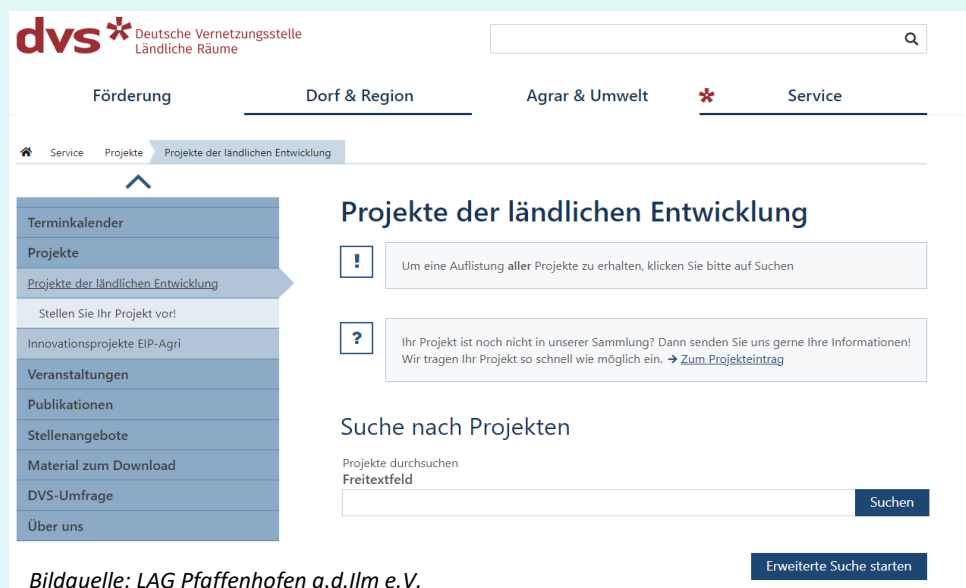 dvs* Deutsche Vernetzungsstelle
Ländliche Räume
Förderung Dorf & Region Agrar & Umwelt Service
Service Projekte Projekte der ländlichen Entwicklung
Terminkalender
Projekte
Projekte der ländlichen Entwicklung
Stellen Sie Ihr Projekt vor!
Innovationsprojekte EIP-Agri
Veranstaltungen
Publikationen
Stellenangebote
Material zum Download
DVS-Umfrage
Über uns
Projekte der ländlichen Entwicklung
! Um eine Auflistung aller Projekte zu erhalten, klicken Sie bitte auf Suchen
? Ihr Projekt ist noch nicht in unserer Sammlung? Dann senden Sie uns gerne Ihre Informationen!
Wir tragen Ihr Projekt so schnell wie möglich ein. → Zum Projekteintrag
Suche nach Projekten
Projekte durchsuchen
Freitextfeld
Suchen
Erweiterte Suche starten
Bildquelle: LAG Pfaffenhofen a.d.Ilm e.V.